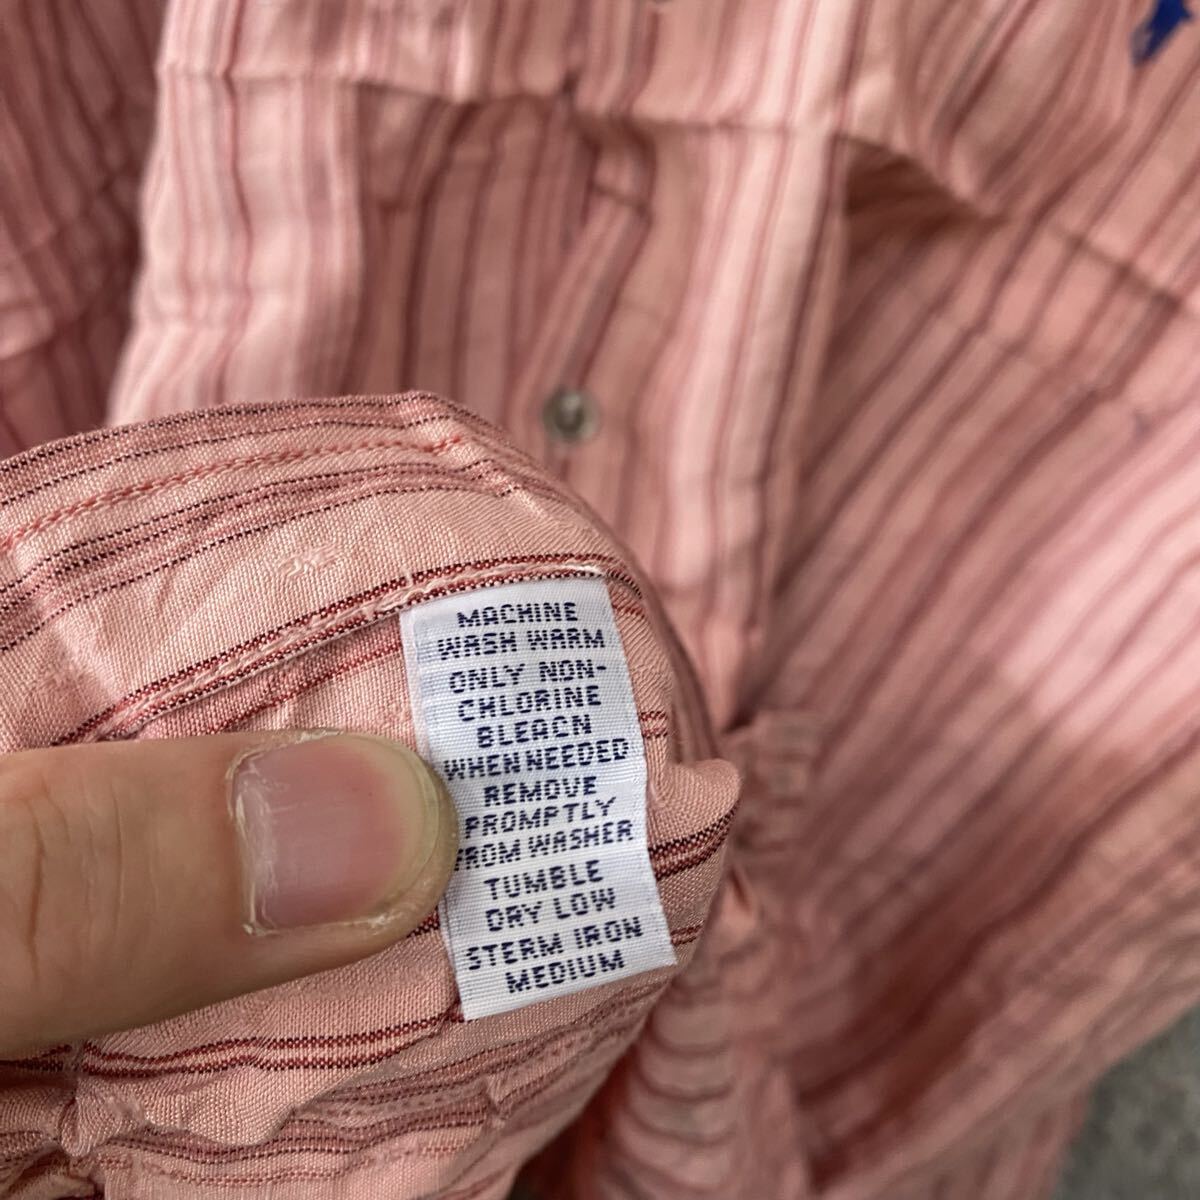 MACHINE
WASH WARM
ONLY NON-
CHLORINE
BLEACN
WHEN NEEDED
REMOVE
PROMPTLY
FROM WASHER
TUMBLE
DRY LOW
STERM IRON
MEDIUM